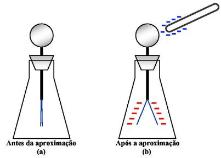 Antes da aproximação
(a)
Após a aproximação
(b)